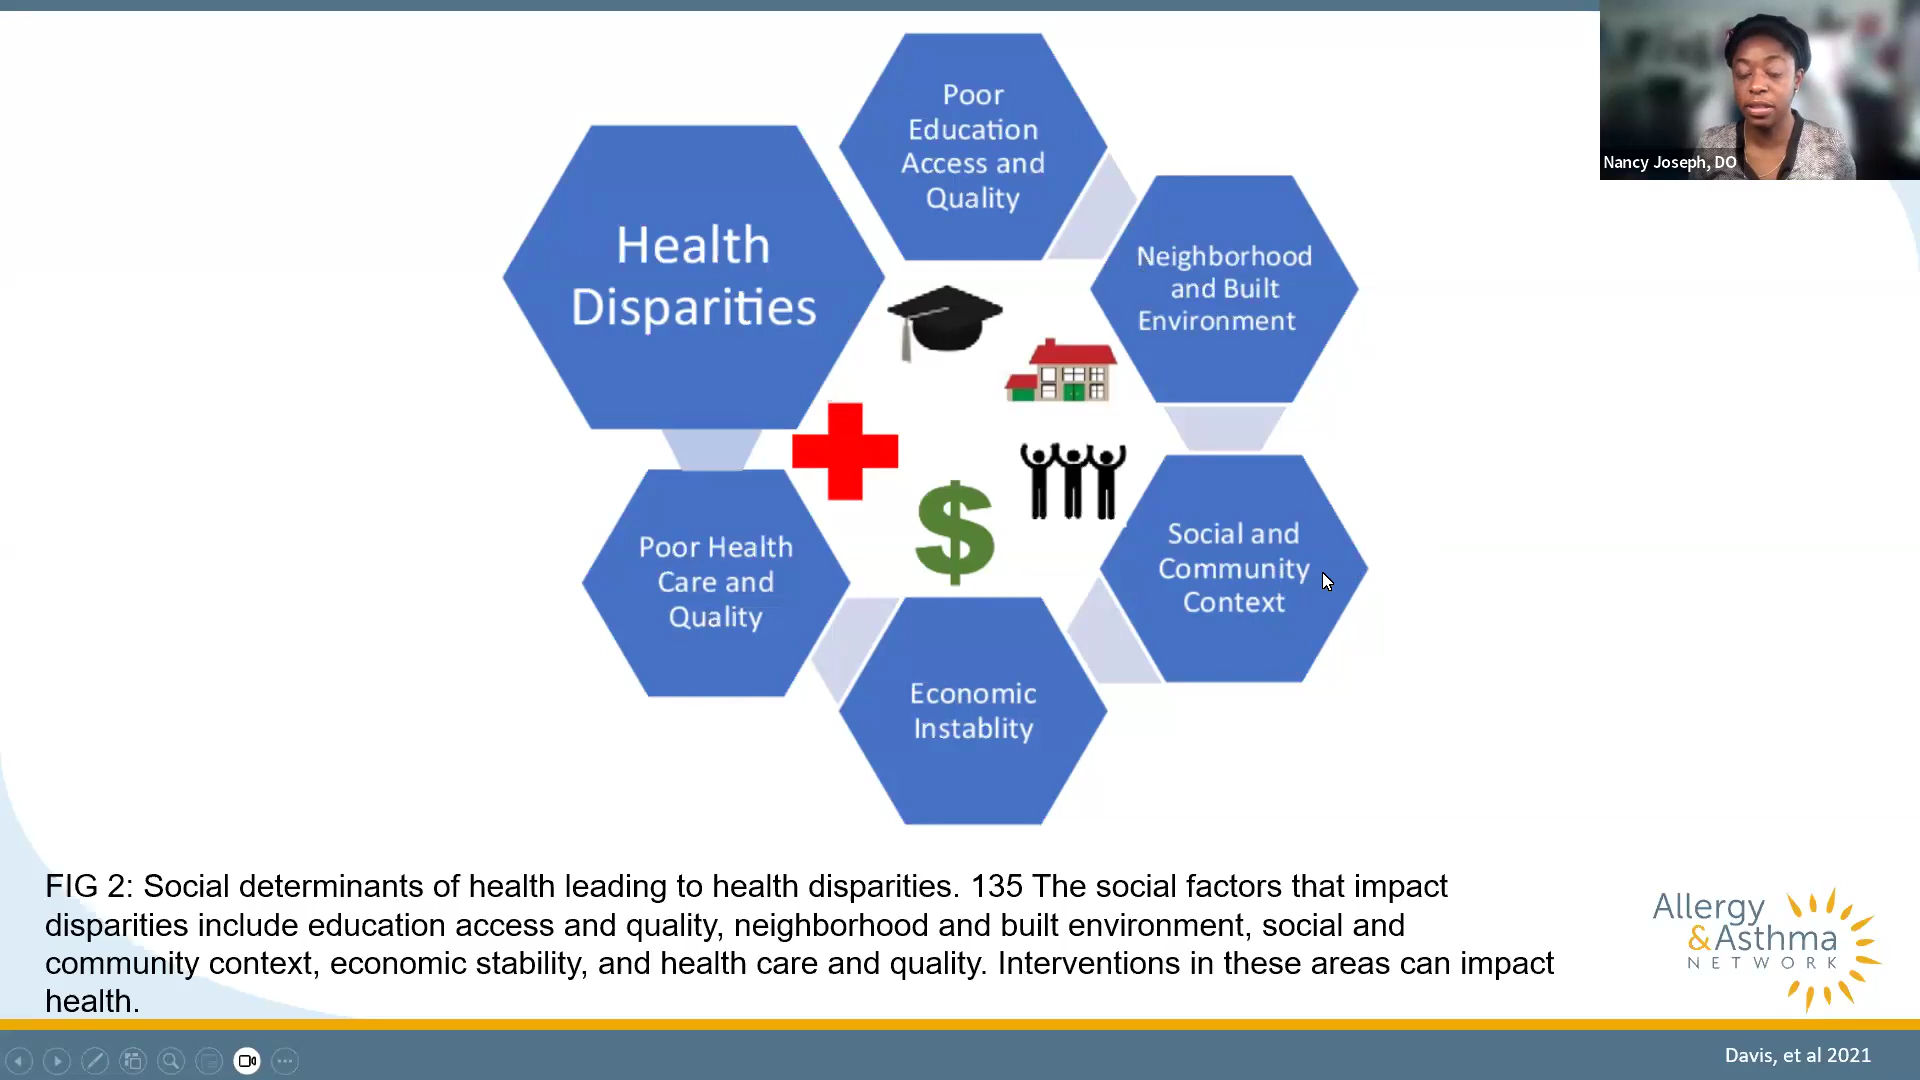 Poor
Education
Access and
Quality
Health
Disparities
Neighborhood
and Built
Environment
$
Poor Health
Care and
Quality
Social and
Community
Context
Economic
Instablity
Nancy Joseph, DO
FIG 2: Social determinants of health leading to health disparities. 135 The social factors that impact
disparities include education access and quality, neighborhood and built environment, social and
community context, economic stability, and health care and quality. Interventions in these areas can impact
health.
Allergy
&Asthma
NETWORK
Davis, et al 2021